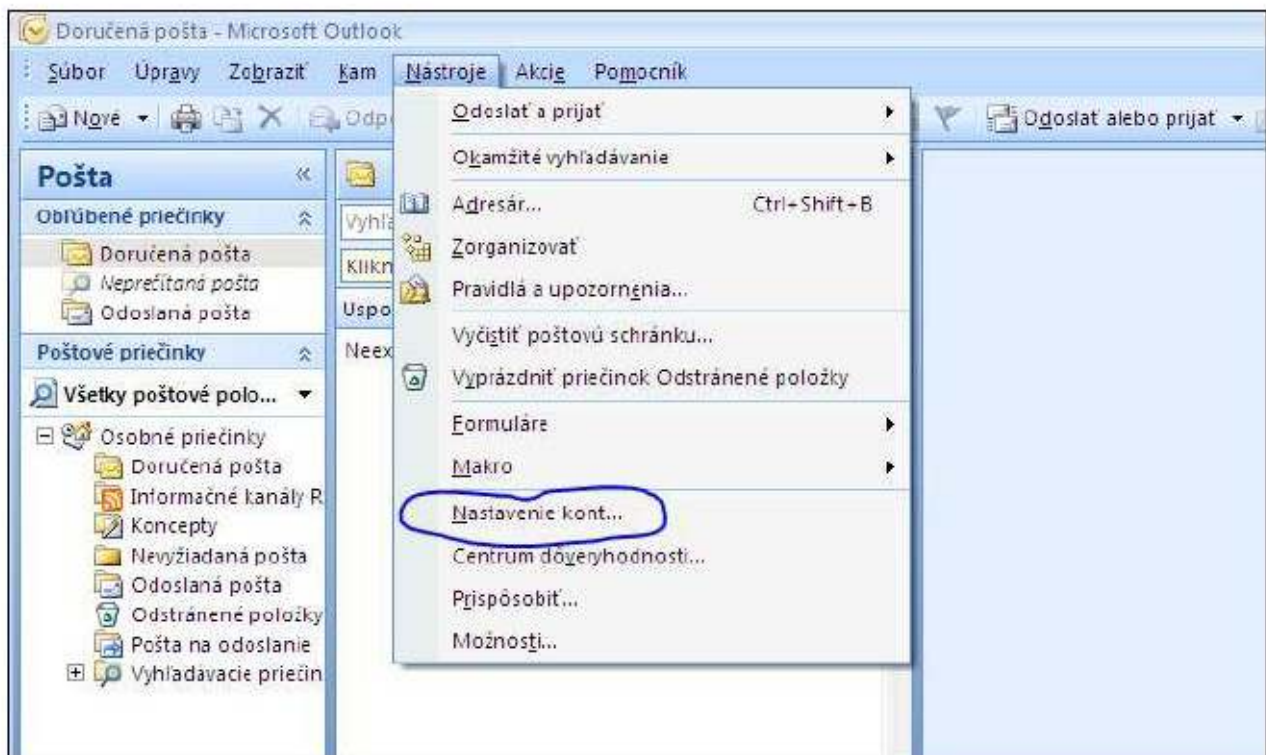 Doručená pošta - Microsoft Outlook
Súbor Úpravy Zobraziť Kam Nástroje Akcie Pomocník
Nové Odp Odoslať alebo prijať
Pošta
Obľúbené priečinky
Doručená pošta
Neprečítaná pošta
Odoslaná pošta
Poštové priečinky
Všetky poštové polo...
Osobné priečinky
Doručená pošta
Informačné kanály R
Koncepty
Nevyžiadaná pošta
Odoslaná pošta
Odstránené položky
Pošta na odoslanie
Vyhľadávacie priečin
Vyhľa
Klikn
Uspo
Neex
Odoslať a prijať
Okamžité vyhľadávanie
Adresár... Ctrl+Shift+B
Zorganizovať
Pravidlá a upozornenia...
Vyčistiť poštovú schránku...
Vyprázdniť priečinok Odstránené položky
Formuláre
Makro
Nastavenie kont...
Centrum dôveryhodnosti...
Prispôsobiť...
Možnosti...